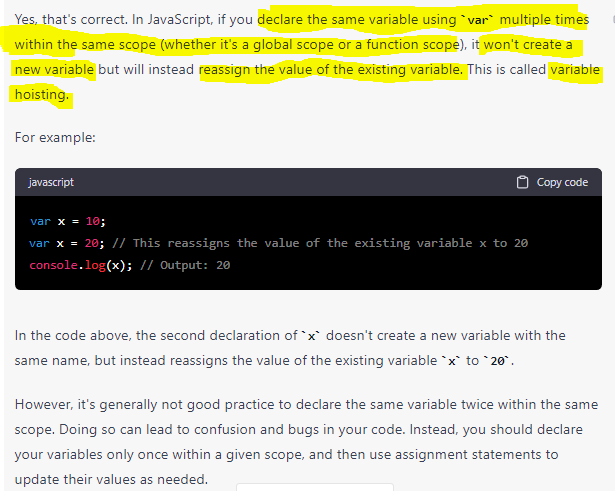 Yes, that's correct. In JavaScript, if you declare the same variable using `var` multiple times
within the same scope (whether it's a global scope or a function scope), it won't create a
new variable but will instead reassign the value of the existing variable. This is called variable
hoisting.
For example:
javascript
Copy code
var x = 10;
var x = 20; // This reassigns the value of the existing variable x to 20
console.log(x); // Output: 20
In the code above, the second declaration of `x` doesn't create a new variable with the
same name, but instead reassigns the value of the existing variable `x` to `20`.
However, it's generally not good practice to declare the same variable twice within the same
scope. Doing so can lead to confusion and bugs in your code. Instead, you should declare
your variables only once within a given scope, and then use assignment statements to
update their values as needed.